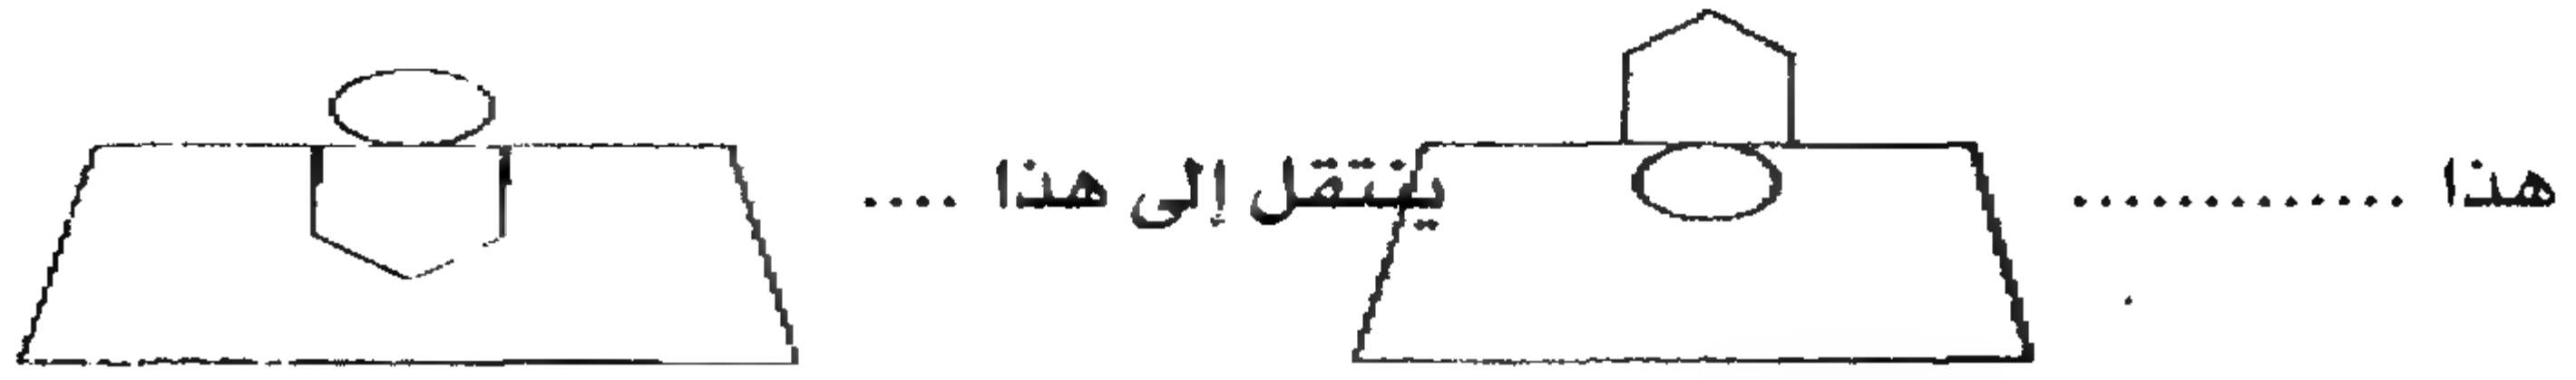 هذا ............. ينتقل إلى هذا ....